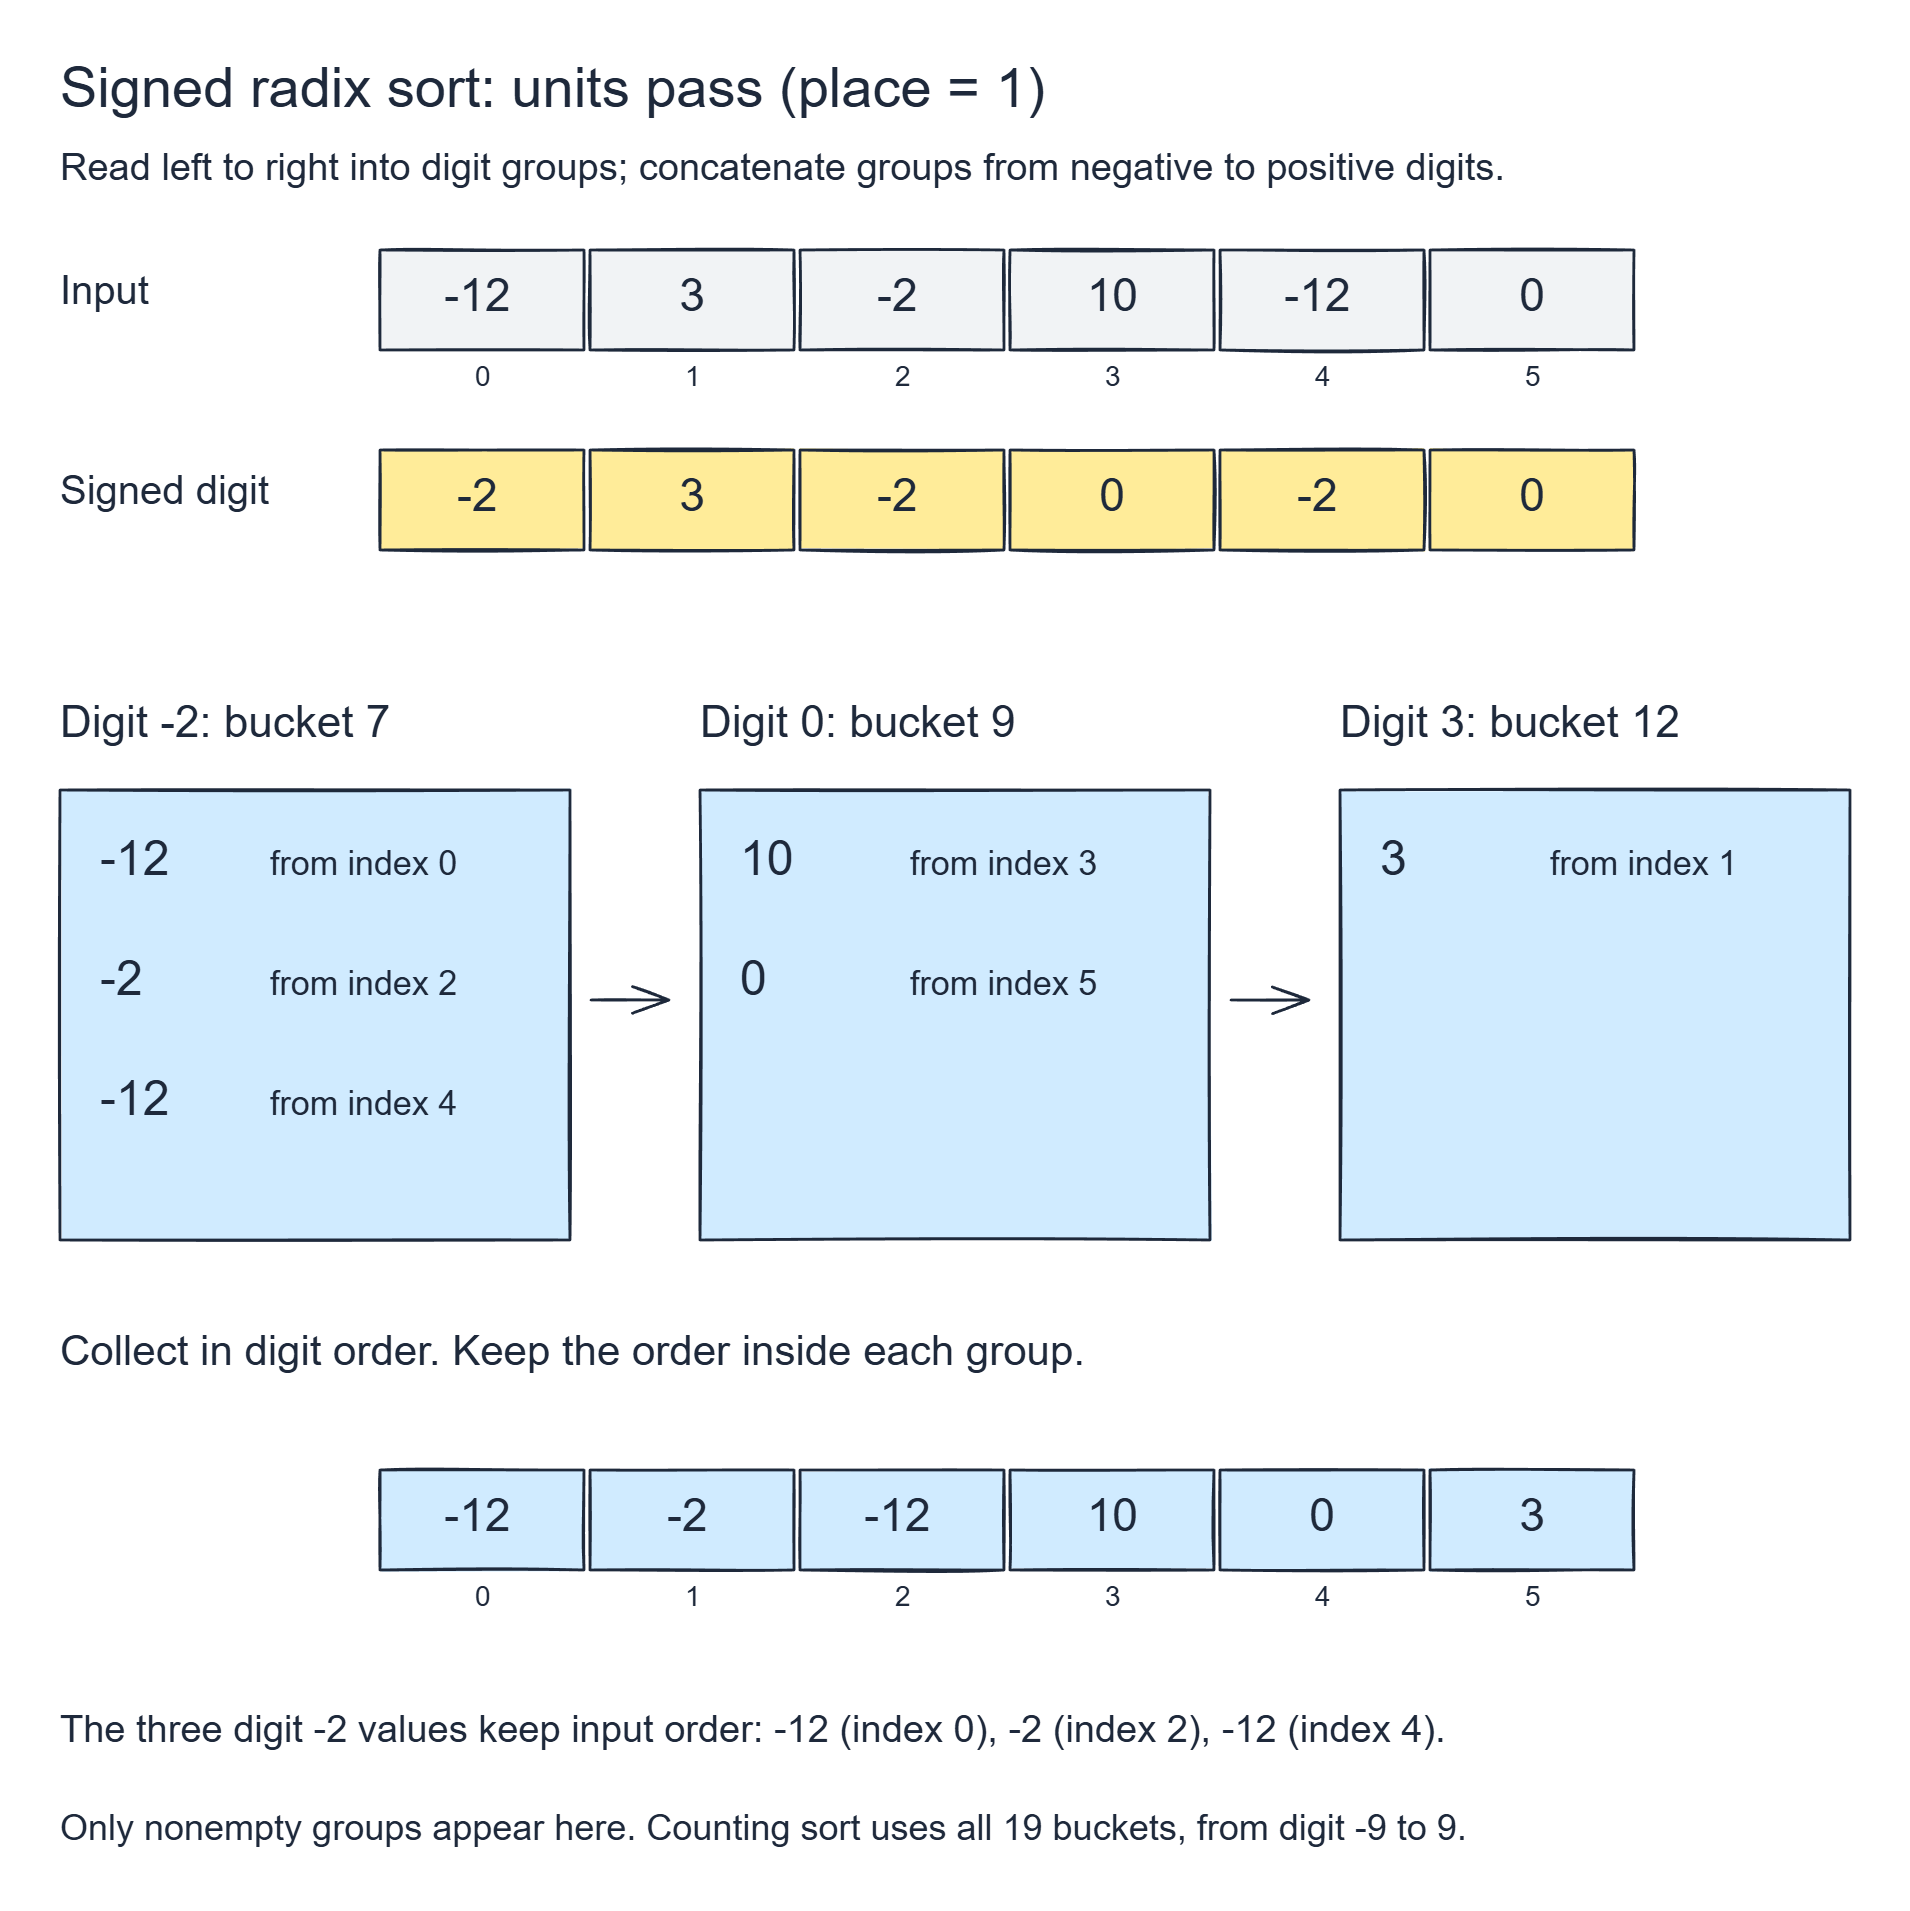 Signed radix sort: units pass (place = 1)
Read left to right into digit groups; concatenate groups from negative to positive digits.
Input
-12 3 -2 10 -12 0
0 1 2 3 4 5
Signed digit
-2 3 -2 0 -2 0
Digit -2: bucket 7
Digit 0: bucket 9
Digit 3: bucket 12
-12 from index 0
-2 from index 2
-12 from index 4
10 from index 3
0 from index 5
3 from index 1
Collect in digit order. Keep the order inside each group.
-12 -2 -12 10 0 3
0 1 2 3 4 5
The three digit -2 values keep input order: -12 (index 0), -2 (index 2), -12 (index 4).
Only nonempty groups appear here. Counting sort uses all 19 buckets, from digit -9 to 9.